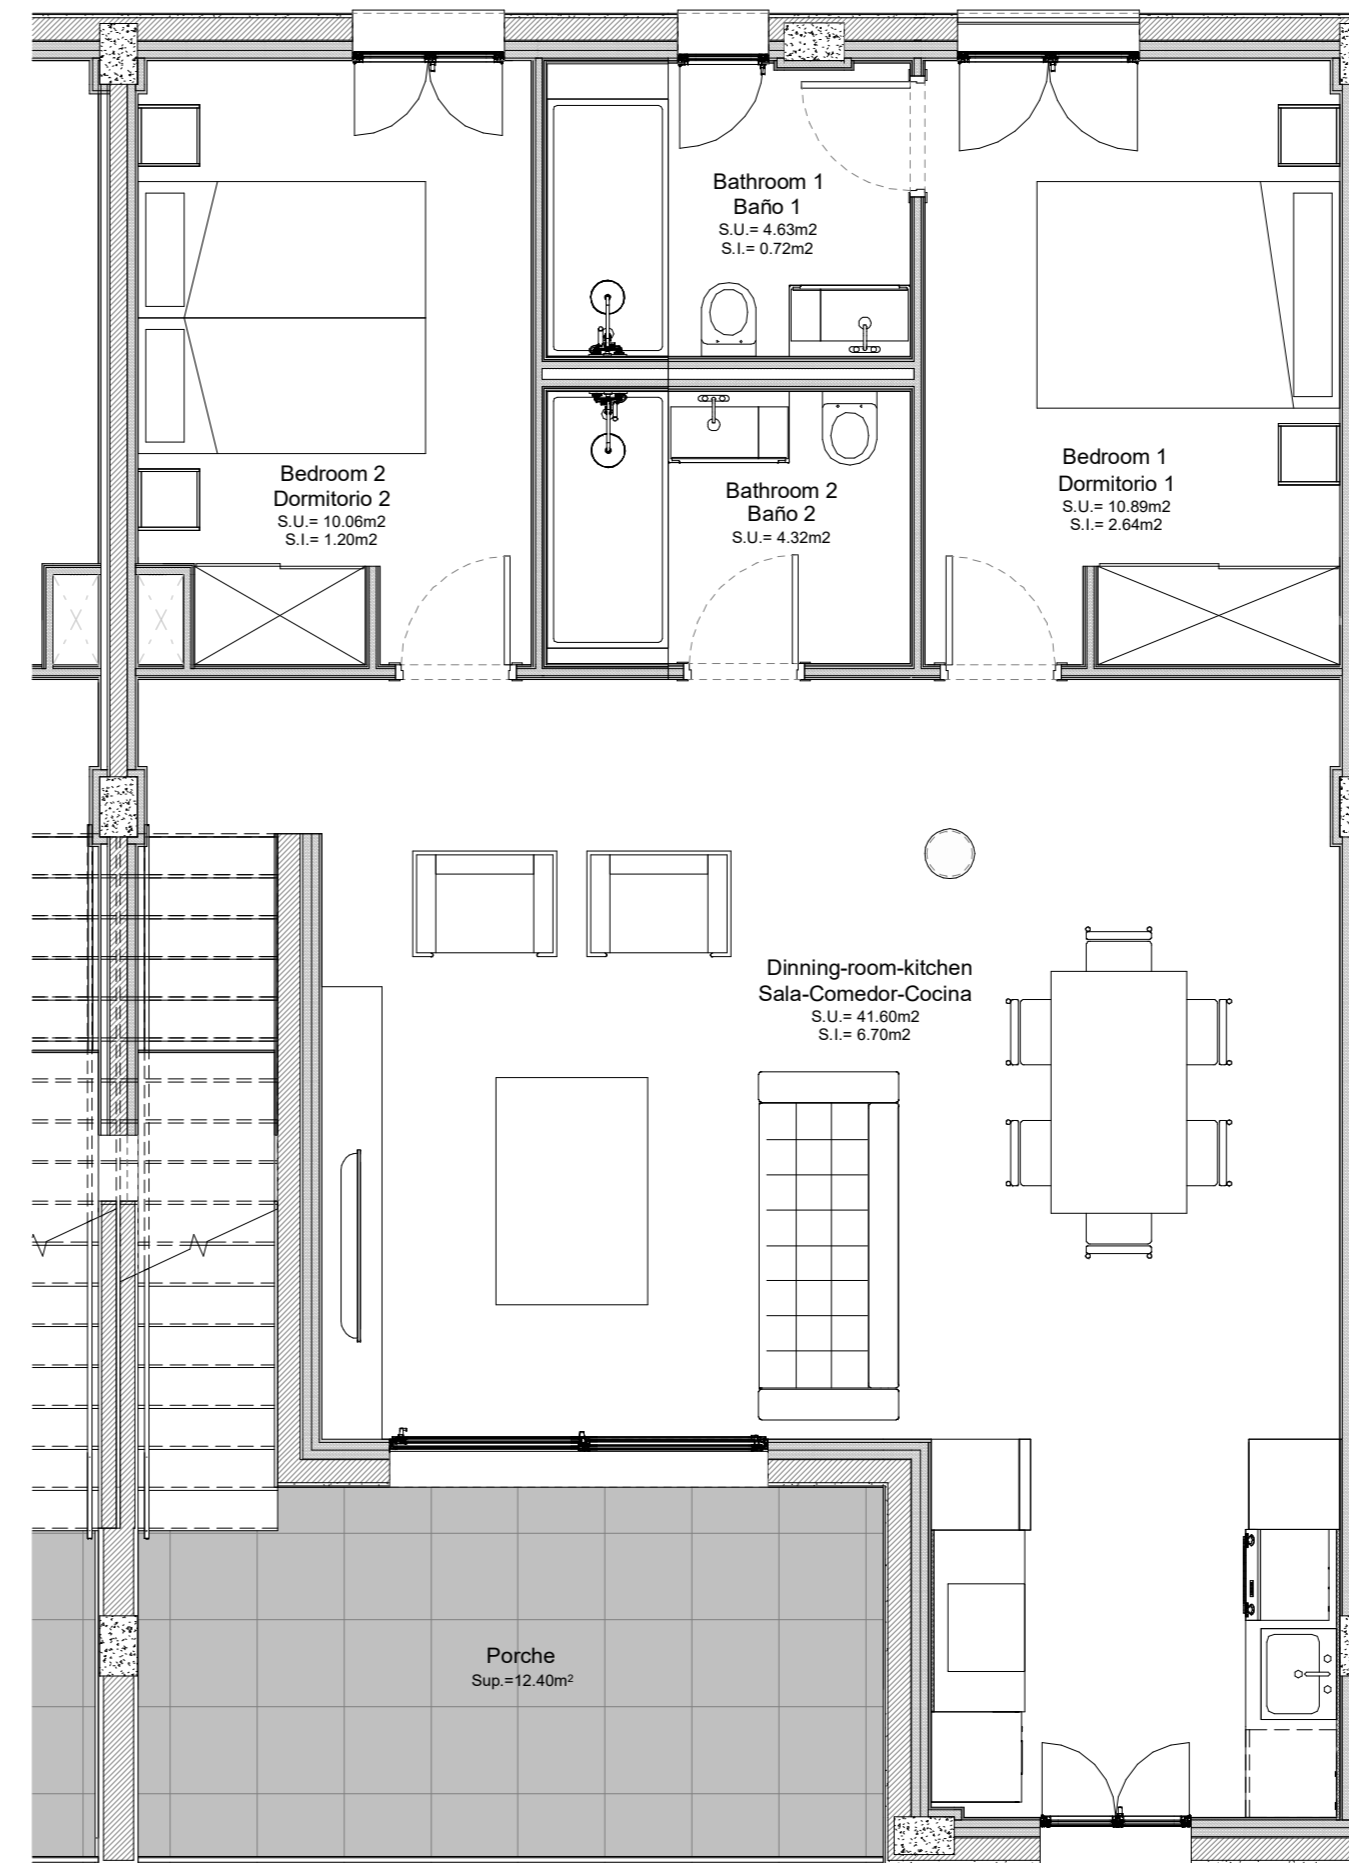 Bathroom 1
Baño 1
S.U.= 4.63m2
S.I.= 0.72m2
Bedroom 2
Dormitorio 2
S.U.= 10.06m2
S.I.= 1.20m2
Bathroom 2
Baño 2
S.U.= 4.32m2
Bedroom 1
Dormitorio 1
S.U.= 10.89m2
S.I.= 2.64m2
Dinning-room-kitchen
Sala-Comedor-Cocina
S.U.= 41.60m2
S.I.= 6.70m2
Porche
Sup.=12.40m²